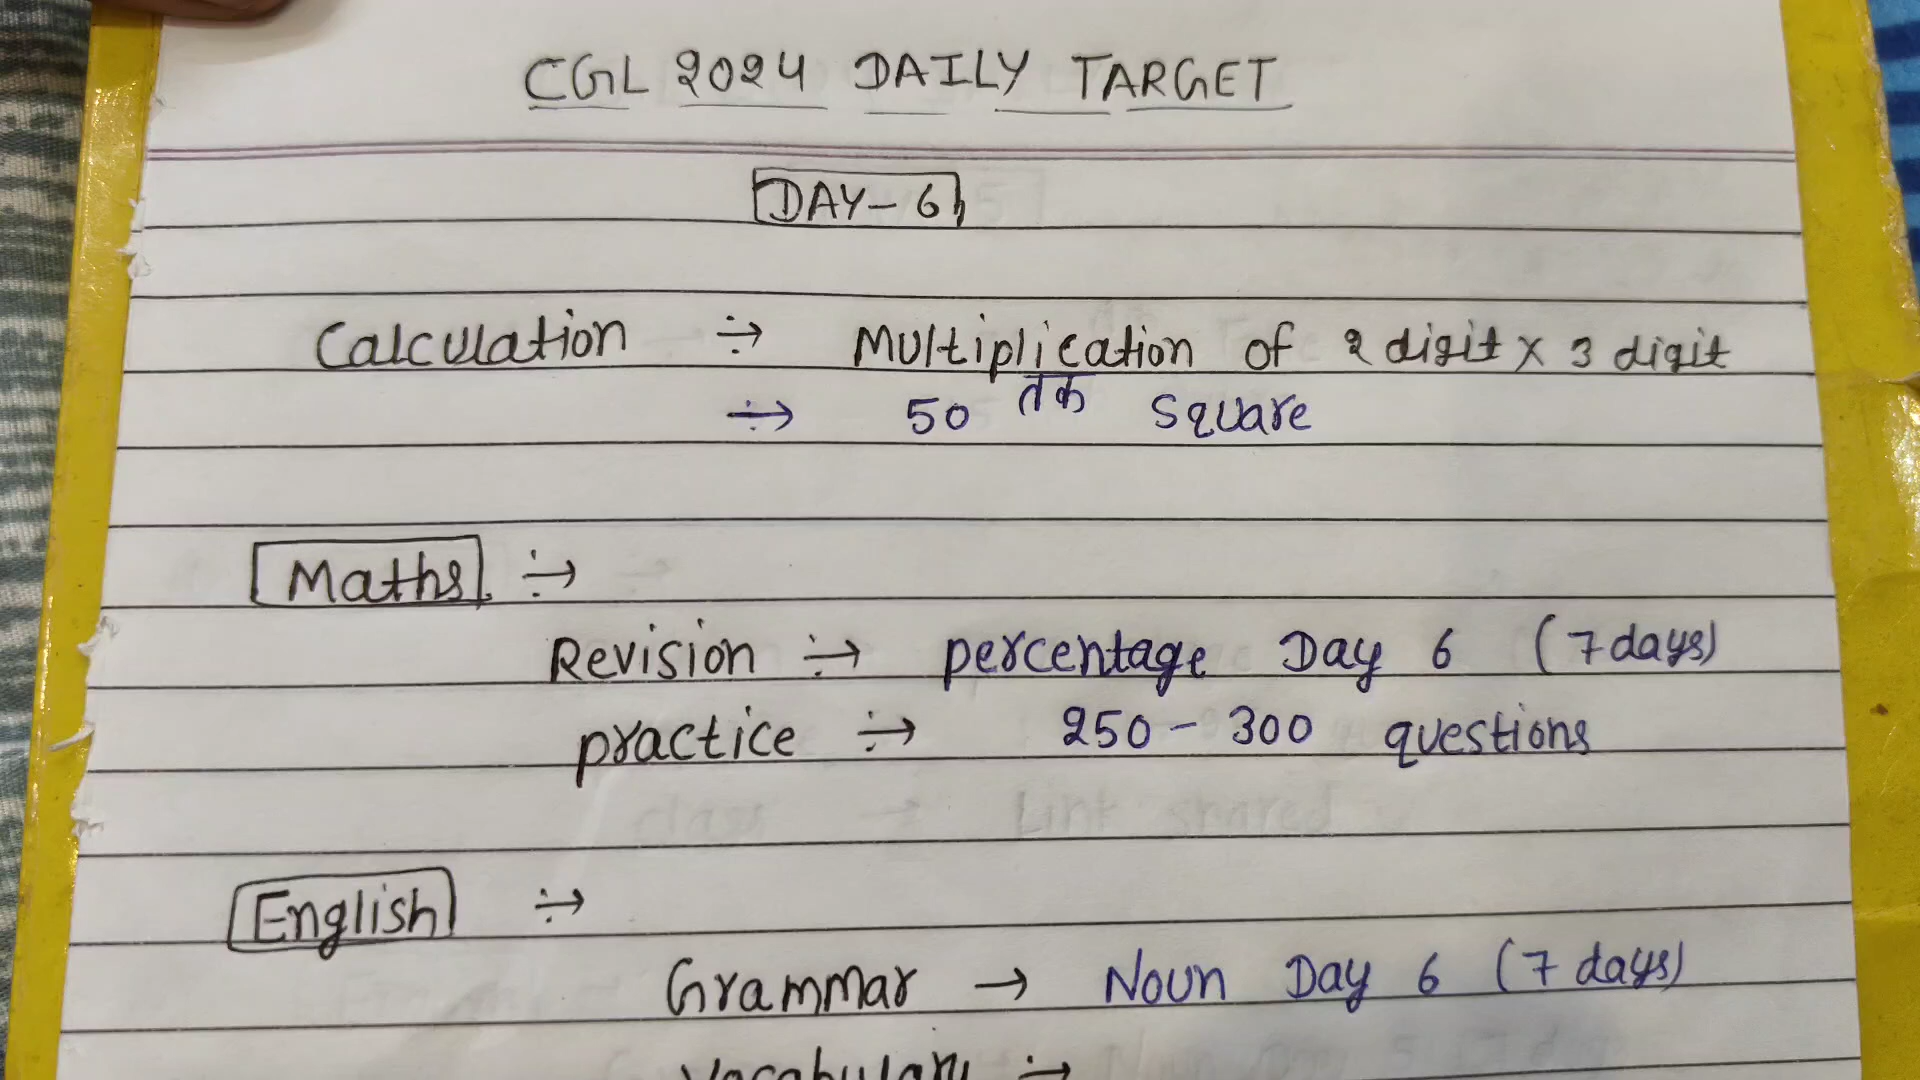 CGL 2024 DAILY TARGET
DAY-6
Calculation ÷→ Multiplication of 2 digit x 3 digit
÷→ 50 तक Square
Maths ÷→
Revision ÷→ percentage Day 6 (7 days)
practice ÷→ 250-300 questions
English ÷→
Grammar → Noun Day 6 (7 days)
Vocabulary ÷→